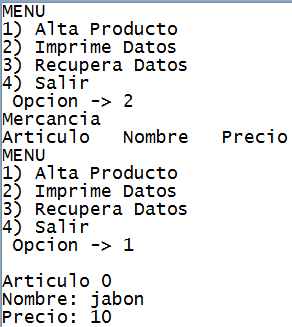 MENU
1) Alta Producto
2) Imprime Datos
3) Recupera Datos
4) Salir
Opcion -> 2
Mercancia
Articulo Nombre Precio
MENU
1) Alta Producto
2) Imprime Datos
3) Recupera Datos
4) Salir
Opcion -> 1
Articulo 0
Nombre: jabon
Precio: 10